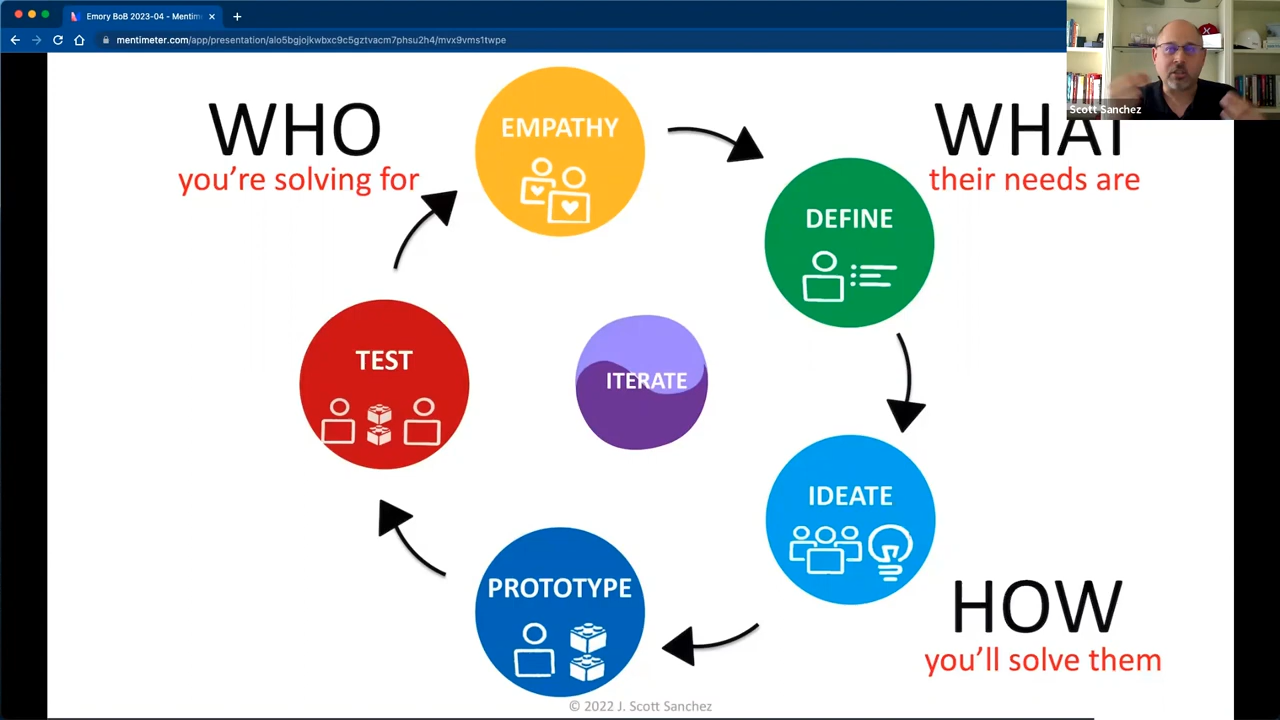 Emory BoB 2023-04 - Mentim
mentimeter.com/app/presentation/alo5bgjojkwbxc9c5gztvacm7phsu2h4/mvx9vms1twpe
Scott Sanchez
WHO
you're solving for
EMPATHY
WHAT
their needs are
DEFINE
TEST
ITERATE
IDEATE
PROTOTYPE
HOW
you'll solve them
© 2022 J. Scott Sanchez